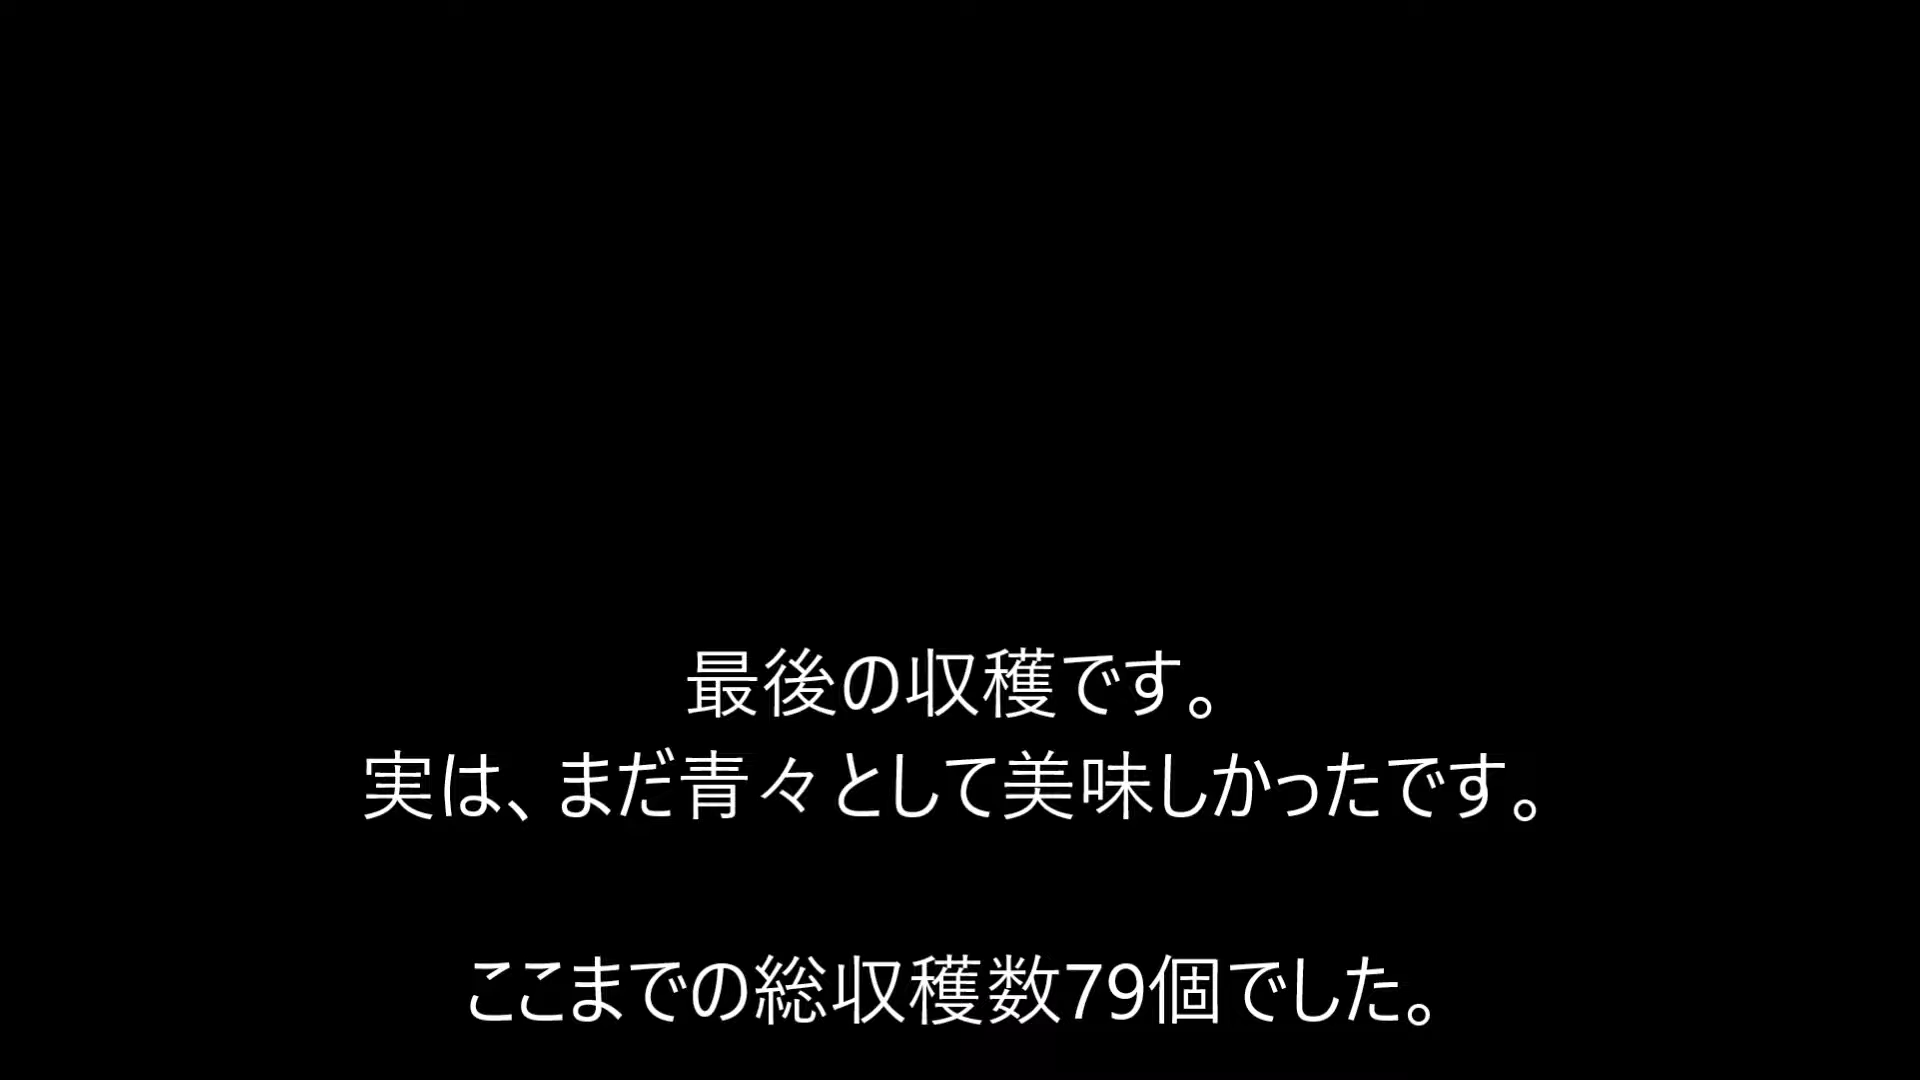 最後の収穫です。
実は、まだ青々として美味しかったです。
ここまでの総収穫数79個でした。